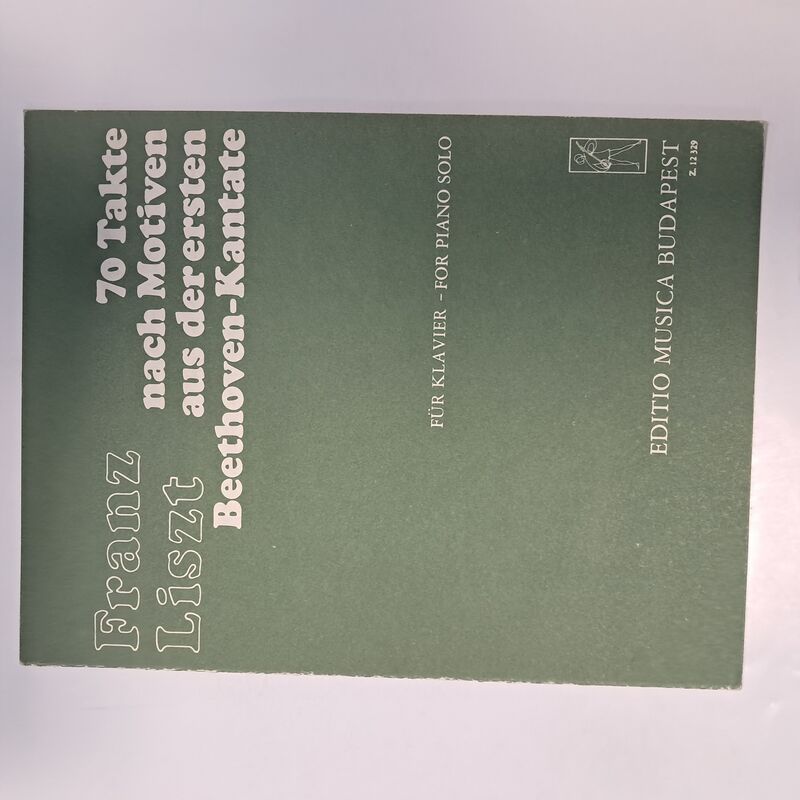 Franz
Liszt
70 Takte
nach Motiven
aus der ersten
Beethoven-Kantate
FÜR KLAVIER – FOR PIANO SOLO
EDITIO MUSICA BUDAPEST
Z. 12 329